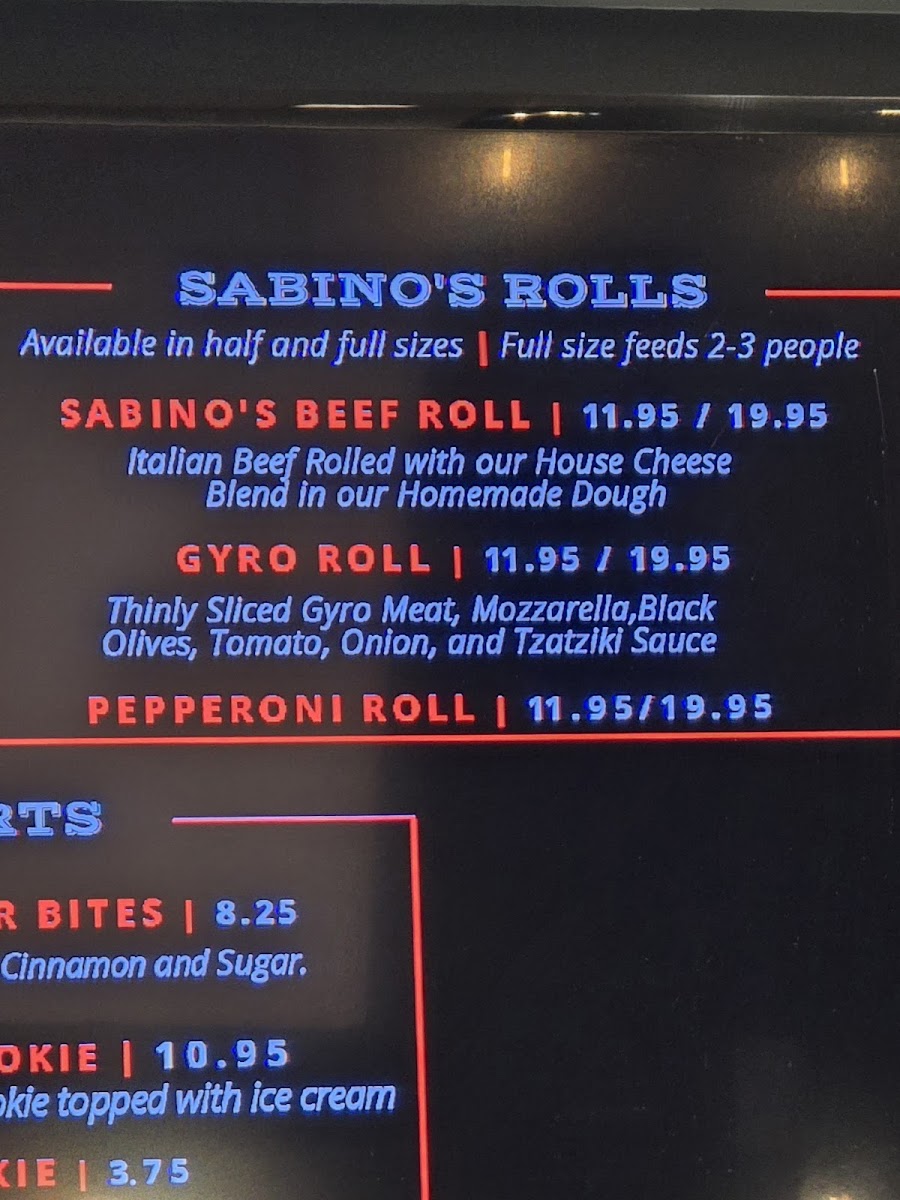 SABINO'S ROLLS
Available in half and full sizes | Full size feeds 2-3 people
SABINO'S BEEF ROLL | 11.95 / 19.95
Italian Beef Rolled with our House Cheese
Blend in our Homemade Dough
GYRO ROLL | 11.95 / 19.95
Thinly Sliced Gyro Meat, Mozzarella,Black
Olives, Tomato, Onion, and Tzatziki Sauce
PEPPERONI ROLL | 11.95/19.95
RTS
R BITES | 8.25
Cinnamon and Sugar.
OKIE | 10.95
okie topped with ice cream
KIE | 3.75